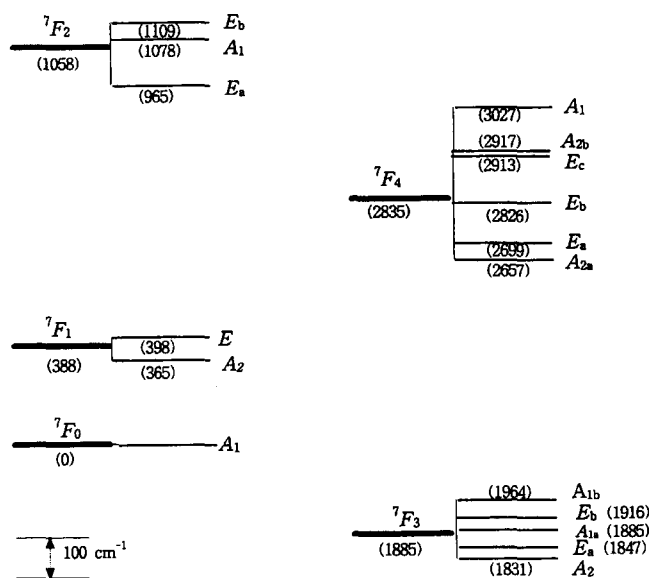 ⁷F₂
(1058)
(1109) E_b
(1078) A₁
(965) E_a
⁷F₄
(2835)
(3027) A₁
(2917) A_2b
(2913) E_c
(2826) E_b
(2699) E_a
(2657) A_2a
⁷F₁
(388)
(398) E
(365) A₂
⁷F₀
(0)
A₁
100 cm⁻¹
⁷F₃
(1885)
(1964) A_1b
E_b (1916)
A_1a (1885)
E_a (1847)
(1831) A₂